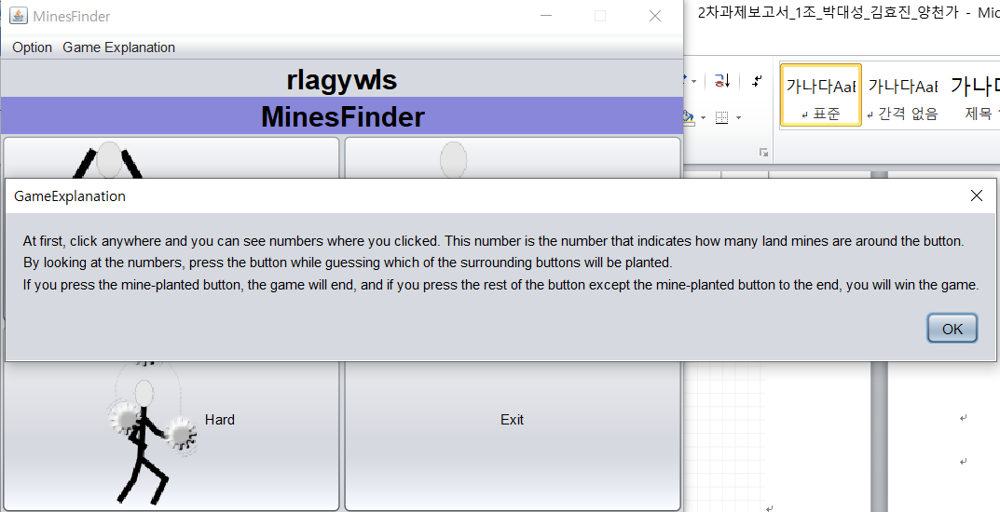 MinesFinder
2차과제보고서_1조_박대성_김효진_양천가 - Mic
Option Game Explanation
rlagywls
MinesFinder
가나다AaB
가나다AaB
가나다
표준
간격 없음
제목
GameExplanation
At first, click anywhere and you can see numbers where you clicked. This number is the number that indicates how many land mines are around the button.
By looking at the numbers, press the button while guessing which of the surrounding buttons will be planted.
If you press the mine-planted button, the game will end, and if you press the rest of the button except the mine-planted button to the end, you will win the game.
OK
Hard
Exit